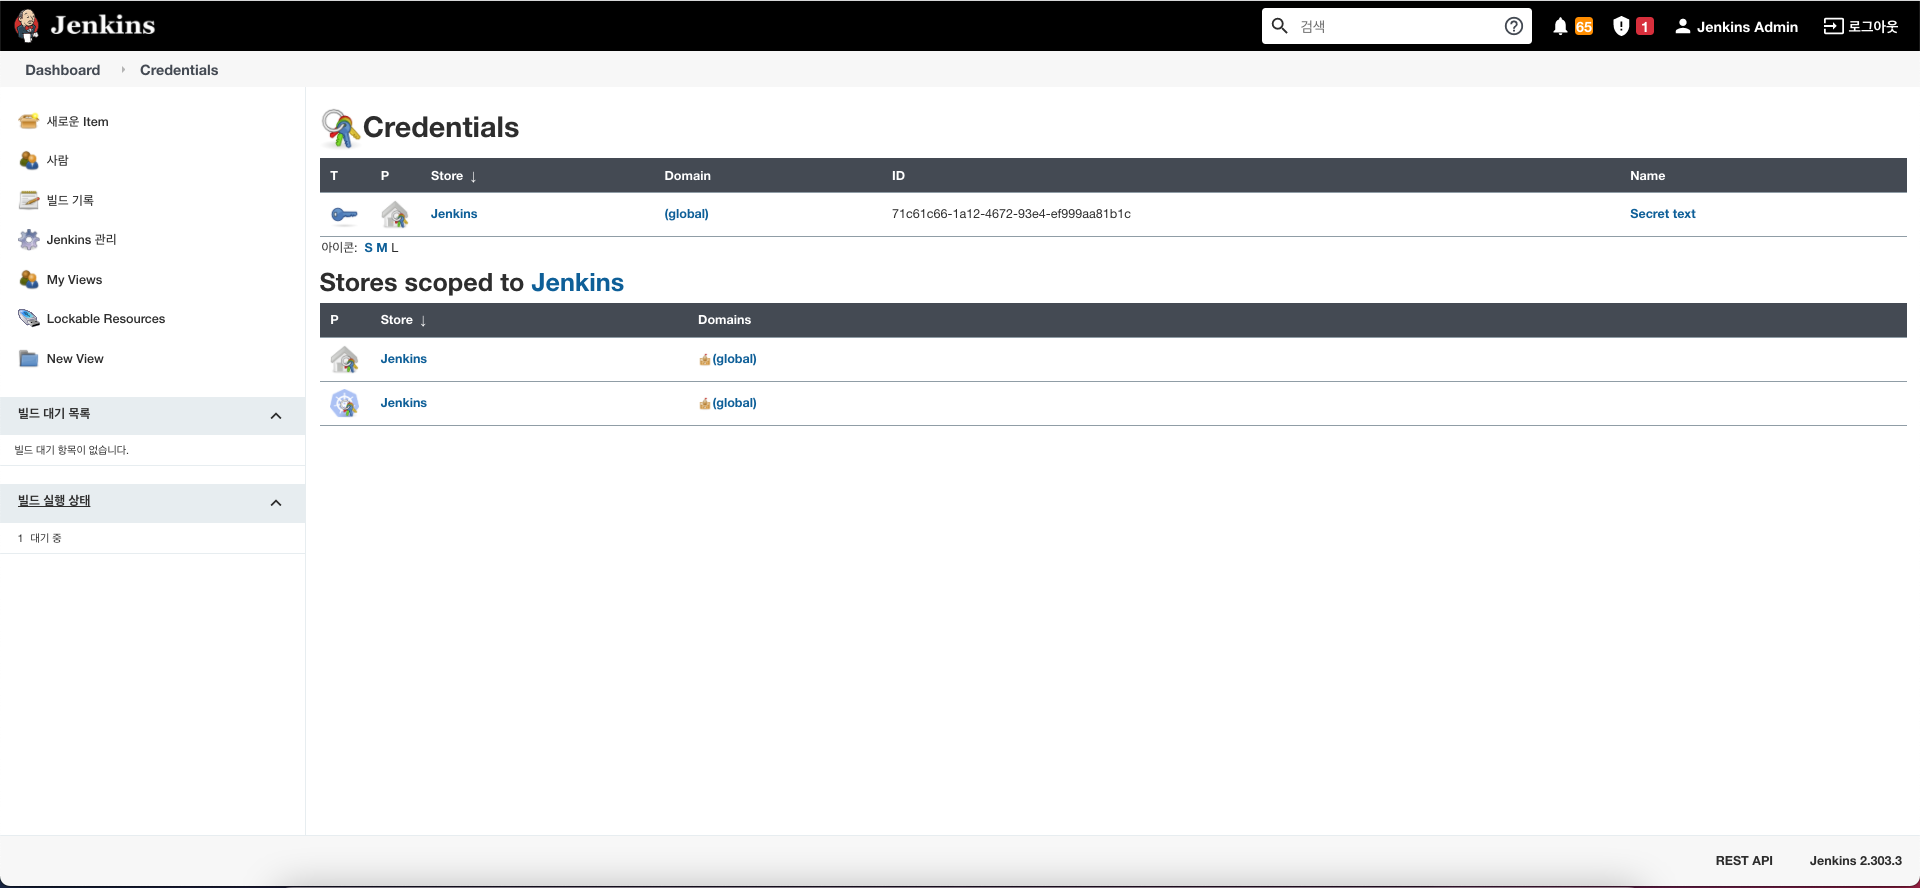 Jenkins
검색
65
1
Jenkins Admin
로그아웃
Dashboard
Credentials
새로운 Item
사람
빌드 기록
Jenkins 관리
My Views
Lockable Resources
New View
빌드 대기 목록
빌드 대기 항목이 없습니다.
빌드 실행 상태
1 대기 중
Credentials
T P Store ↓ Domain ID Name
Jenkins (global) 71c61c66-1a12-4672-93e4-ef999aa81b1c Secret text
아이콘: S M L
Stores scoped to Jenkins
P Store ↓ Domains
Jenkins (global)
Jenkins (global)
REST API Jenkins 2.303.3